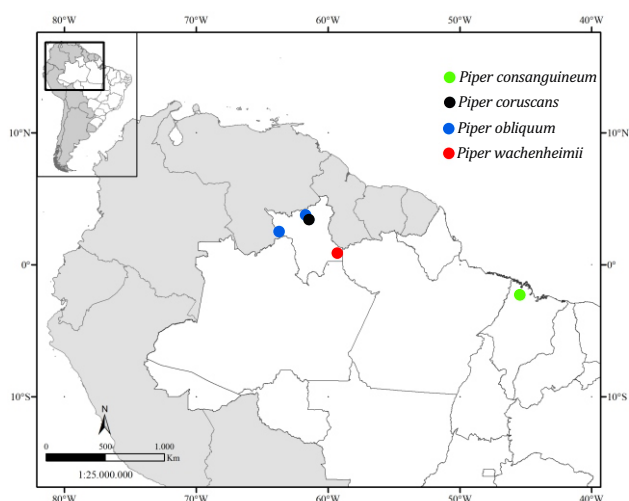 80°W 70°W 60°W 50°W 40°W
Piper consanguineum
Piper coruscans
Piper obliquum
Piper wachenheimii
10°N 10°N
0° 0°
10°S 10°S
N
0 500 1.000
Km
1:25.000.000
80°W 70°W 60°W 50°W 40°W